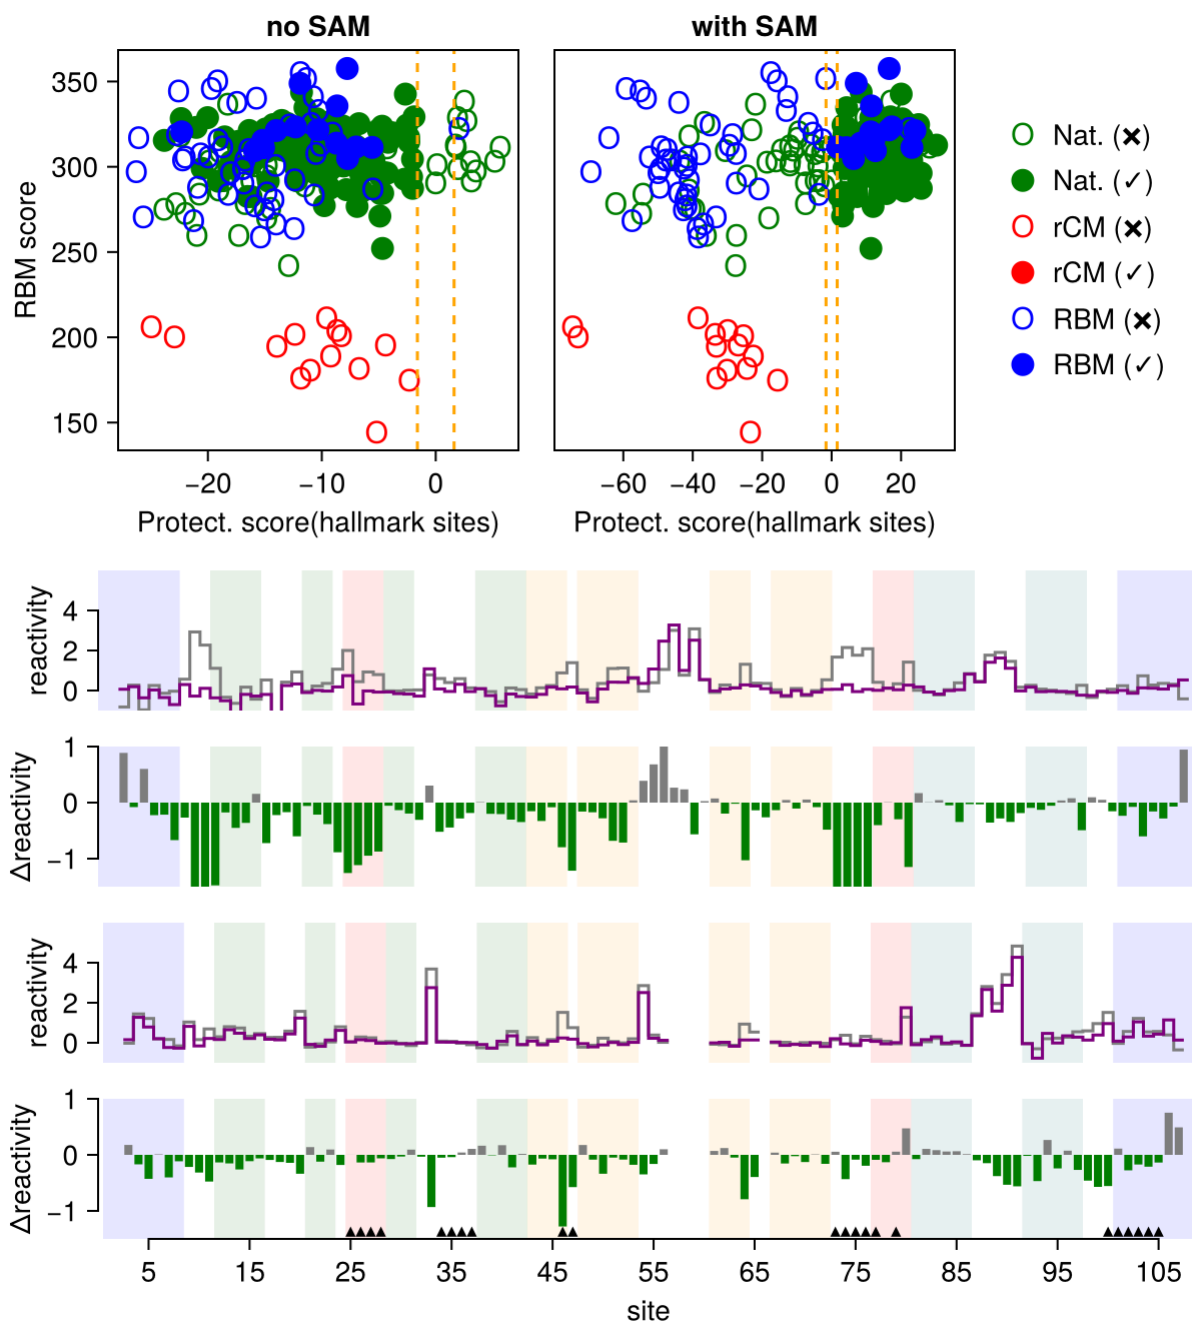 no SAM
with SAM
RBM score
350
300
250
200
150
−20
−10
0
−60
−40
−20
0
20
Protect. score(hallmark sites)
Protect. score(hallmark sites)
Nat. (✖)
Nat. (✓)
rCM (✖)
rCM (✓)
RBM (✖)
RBM (✓)
reactivity
4
2
0
Δreactivity
1
0
−1
reactivity
4
2
0
Δreactivity
1
0
−1
5
15
25
35
45
55
65
75
85
95
105
site